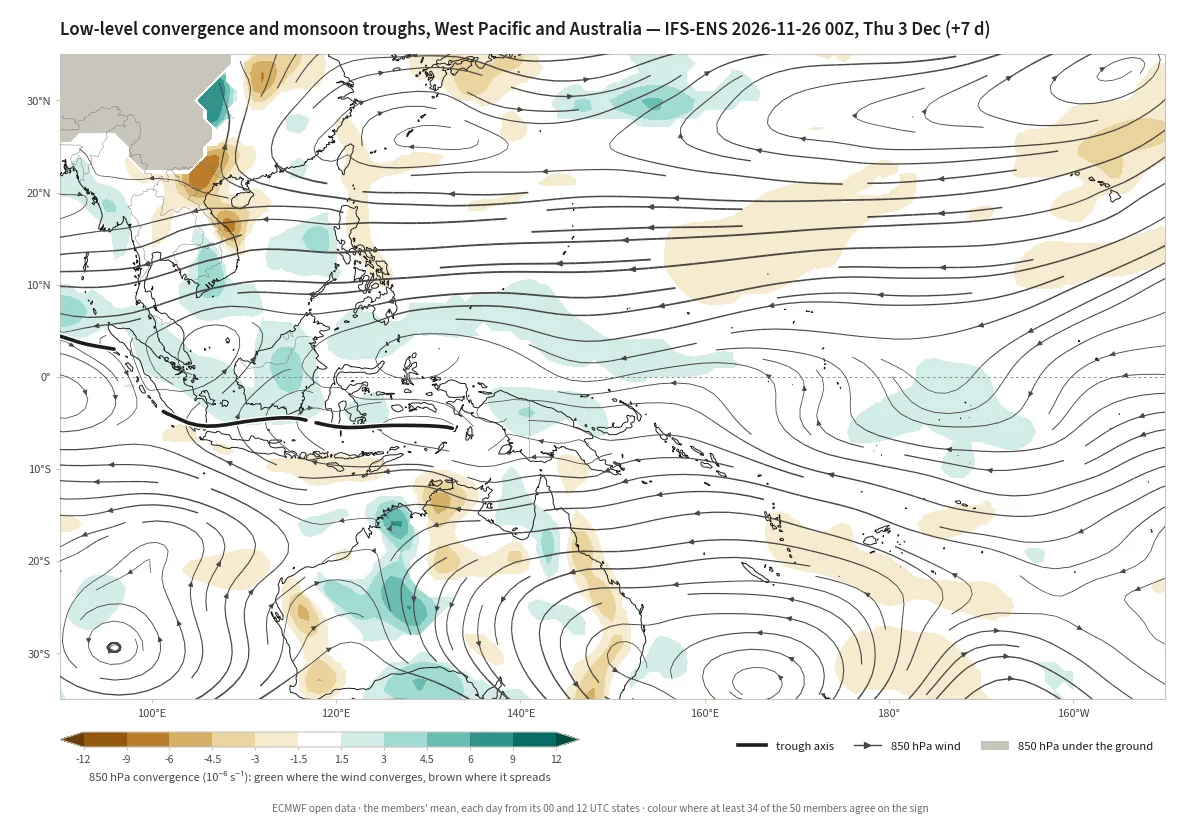 Low-level convergence and monsoon troughs, West Pacific and Australia — IFS-ENS 2026-11-26 00Z, Thu 3 Dec (+7 d)
30°N
20°N
10°N
0°
10°S
20°S
30°S
100°E 120°E 140°E 160°E 180° 160°W
-12 -9 -6 -4.5 -3 -1.5 1.5 3 4.5 6 9 12
850 hPa convergence (10⁻⁶ s⁻¹): green where the wind converges, brown where it spreads
trough axis 850 hPa wind 850 hPa under the ground
ECMWF open data · the members' mean, each day from its 00 and 12 UTC states · colour where at least 34 of the 50 members agree on the sign